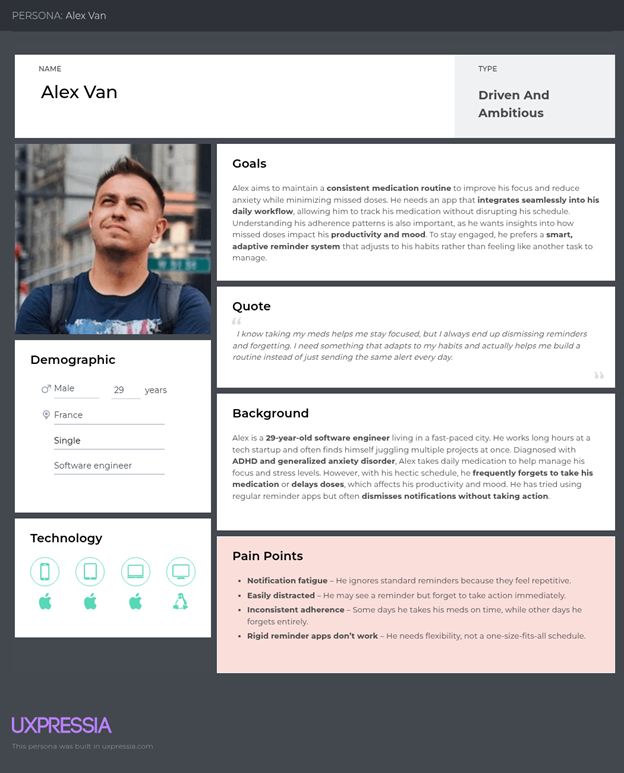 PERSONA: Alex Van
NAME
Alex Van
TYPE
Driven And
Ambitious
Goals
Alex aims to maintain a consistent medication routine to improve his focus and reduce
anxiety while minimizing missed doses. He needs an app that integrates seamlessly into his
daily workflow, allowing him to track his medication without disrupting his schedule.
Understanding his adherence patterns is also important, as he wants insights into how
missed doses impact his productivity and mood. To stay engaged, he prefers a smart,
adaptive reminder system that adjusts to his habits rather than feeling like another task to
manage.
Quote
“
I know taking my meds helps me stay focused, but I always end up dismissing reminders
and forgetting. I need something that adapts to my habits and actually helps me build a
routine instead of just sending the same alert every day.
”
Demographic
Male 29 years
France
Single
Software engineer
Background
Alex is a 29-year-old software engineer living in a fast-paced city. He works long hours at a
tech startup and often finds himself juggling multiple projects at once. Diagnosed with
ADHD and generalized anxiety disorder, Alex takes daily medication to help manage his
focus and stress levels. However, with his hectic schedule, he frequently forgets to take his
medication or delays doses, which affects his productivity and mood. He has tried using
regular reminder apps but often dismisses notifications without taking action.
Technology
Pain Points
• Notification fatigue – He ignores standard reminders because they feel repetitive.
• Easily distracted – He may see a reminder but forget to take action immediately.
• Inconsistent adherence – Some days he takes his meds on time, while other days he
forgets entirely.
• Rigid reminder apps don’t work – He needs flexibility, not a one-size-fits-all schedule.
UXPRESSIA
This persona was built in uxpressia.com